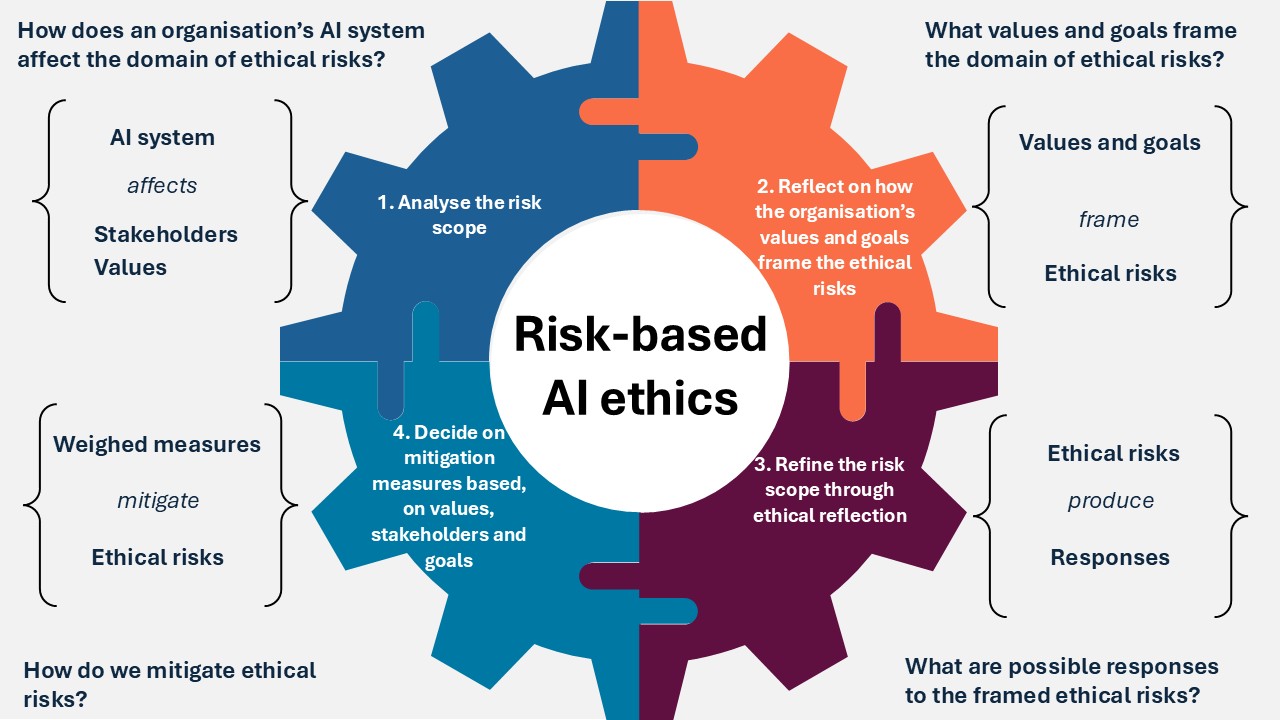 How does an organisation’s AI system
affect the domain of ethical risks?
AI system
affects
Stakeholders
Values
1. Analyse the risk
scope
What values and goals frame
the domain of ethical risks?
Values and goals
frame
Ethical risks
2. Reflect on how
the organisation’s
values and goals
frame the ethical
risks
Risk-based
AI ethics
Weighed measures
mitigate
Ethical risks
4. Decide on
mitigation
measures based,
on values,
stakeholders and
goals
How do we mitigate ethical
risks?
3. Refine the risk
scope through
ethical reflection
Ethical risks
produce
Responses
What are possible responses
to the framed ethical risks?